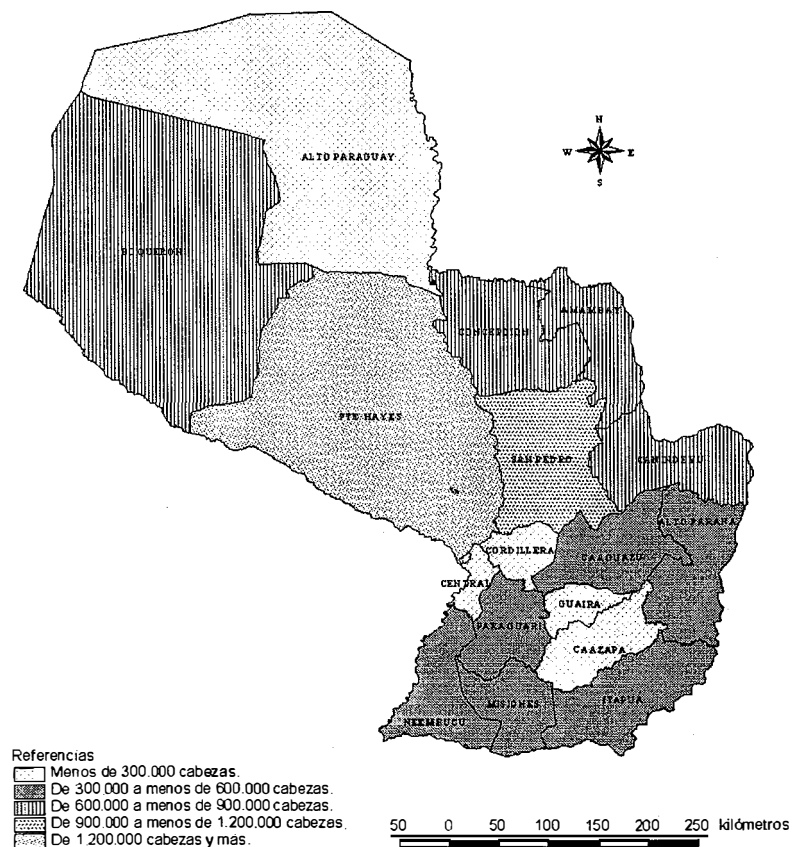 N
W E
S
ALTO PARAGUAY
BOQUERON
CONCEPCION
AMAMBAY
PTE HAYES
SAN PEDRO
CANINDEYU
ALTO PARANA
CORDILLERA
CAAGUAZU
CENTRAL
GUAIRA
PARAGUARI
CAAZAPA
ITAPUA
MISIONES
ÑEEMBUCU
Referencias
Menos de 300.000 cabezas.
De 300.000 a menos de 600.000 cabezas.
De 600.000 a menos de 900.000 cabezas.
De 900.000 a menos de 1.200.000 cabezas.
De 1.200.000 cabezas y más.
50 0 50 100 150 200 250 kilómetros